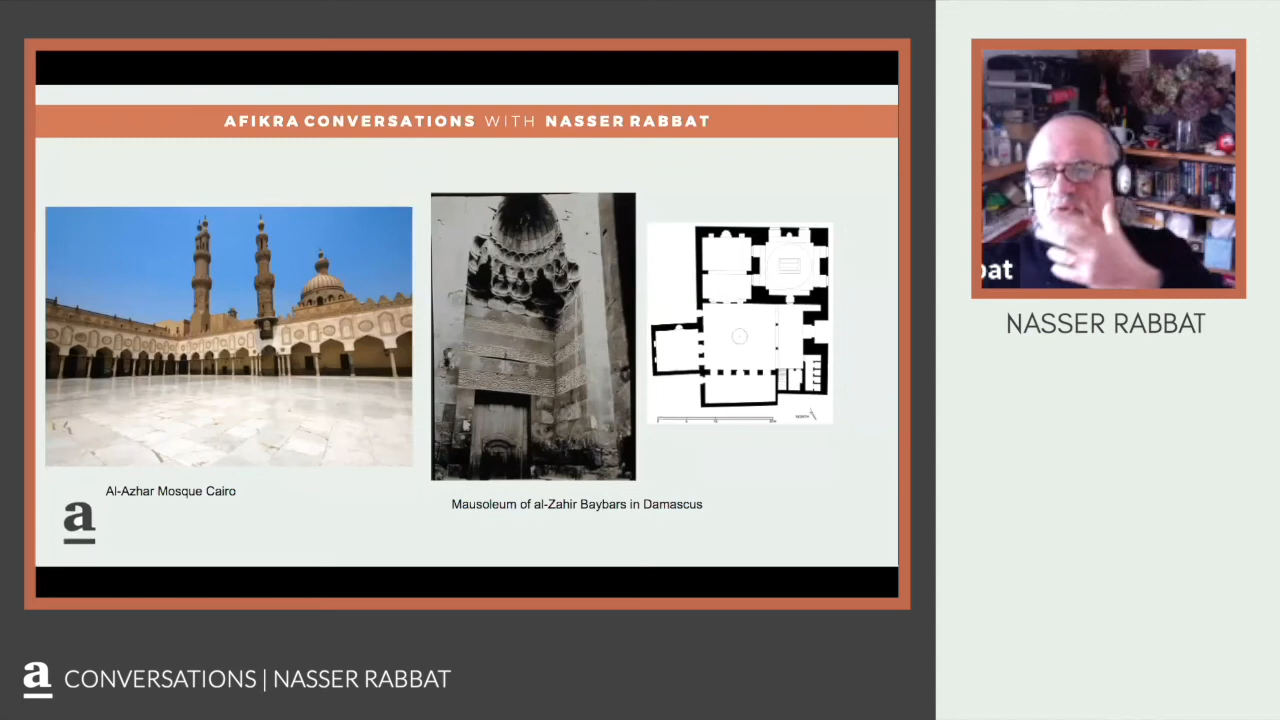 AFIKRA CONVERSATIONS WITH NASSER RABBAT
Al-Azhar Mosque Cairo
Mausoleum of al-Zahir Baybars in Damascus
a
bat
NASSER RABBAT
a CONVERSATIONS | NASSER RABBAT